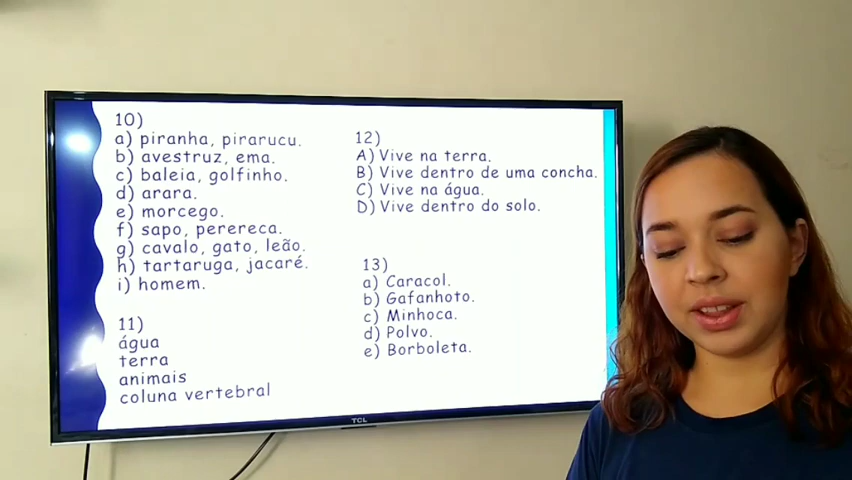 10)
a) piranha, pirarucu.
b) avestruz, ema.
c) baleia, golfinho.
d) arara.
e) morcego.
f) sapo, perereca.
g) cavalo, gato, leão.
h) tartaruga, jacaré.
i) homem.
11)
água
terra
animais
coluna vertebral
12)
A) Vive na terra.
B) Vive dentro de uma concha.
C) Vive na água.
D) Vive dentro do solo.
13)
a) Caracol.
b) Gafanhoto.
c) Minhoca.
d) Polvo.
e) Borboleta.
TCL